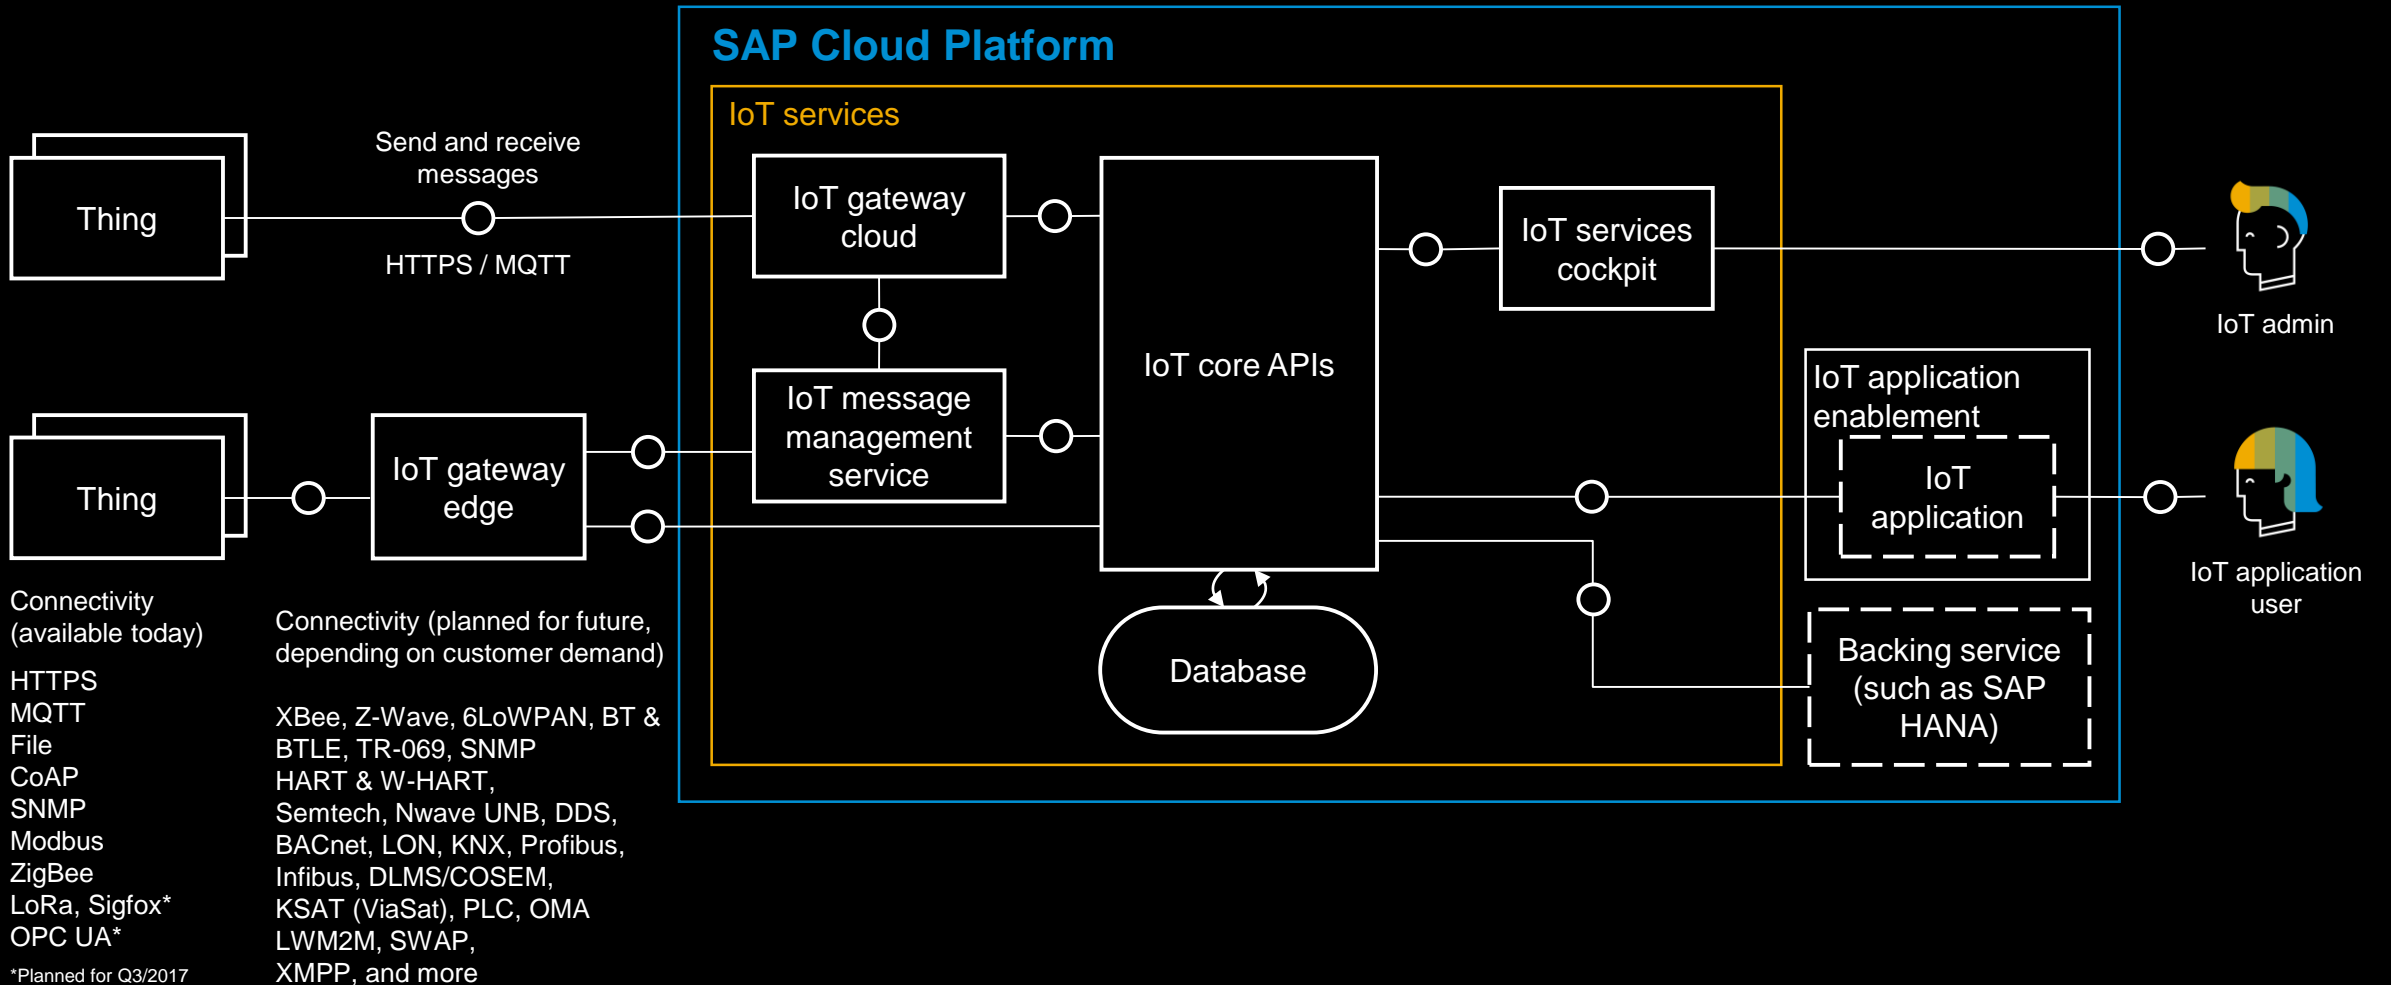 SAP Cloud Platform
IoT services
Send and receive
messages
Thing
HTTPS / MQTT
IoT gateway
cloud
IoT services
cockpit
IoT admin
IoT core APIs
IoT message
management
service
Thing
IoT gateway
edge
IoT application
enablement
IoT
application
IoT application
user
Database
Backing service
(such as SAP
HANA)
Connectivity
(available today)
HTTPS
MQTT
File
CoAP
SNMP
Modbus
ZigBee
LoRa, Sigfox*
OPC UA*
*Planned for Q3/2017
Connectivity (planned for future,
depending on customer demand)
XBee, Z-Wave, 6LoWPAN, BT &
BTLE, TR-069, SNMP
HART & W-HART,
Semtech, Nwave UNB, DDS,
BACnet, LON, KNX, Profibus,
Infibus, DLMS/COSEM,
KSAT (ViaSat), PLC, OMA
LWM2M, SWAP,
XMPP, and more